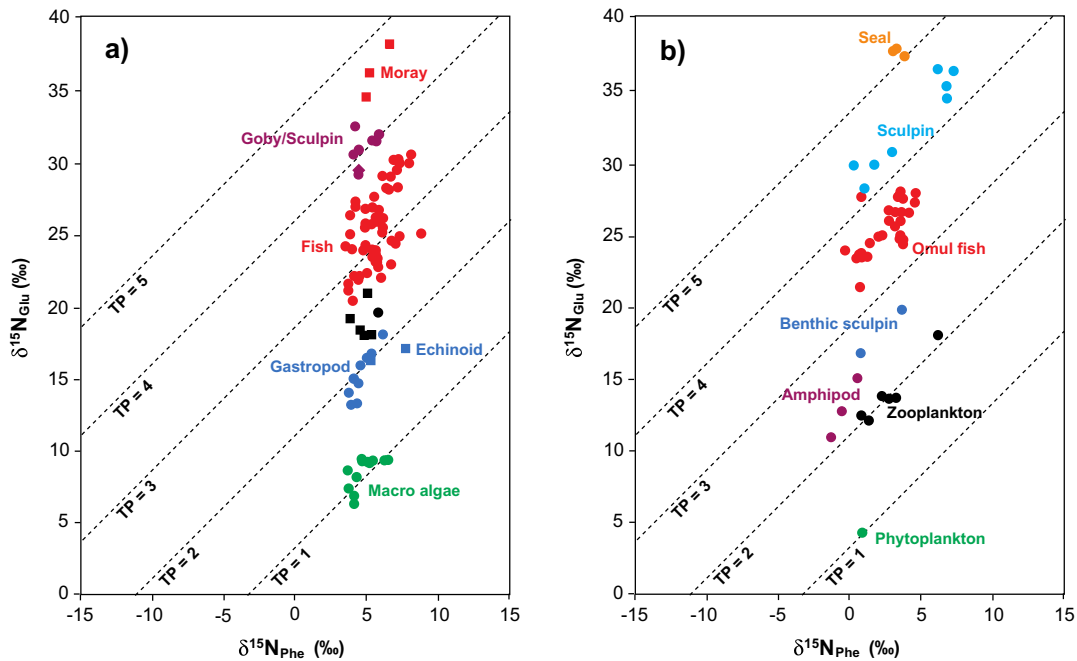 a)
40
35
30
25
20
15
10
5
0
δ15NGlu (‰)
Moray
Goby/Sculpin
Fish
Gastropod
Echinoid
Macro algae
TP = 5
TP = 4
TP = 3
TP = 2
TP = 1
−15
−10
−5
0
5
10
15
δ15NPhe (‰)
b)
40
35
30
25
20
15
10
5
0
δ15NGlu (‰)
Seal
Sculpin
Omul fish
Benthic sculpin
Amphipod
Zooplankton
Phytoplankton
TP = 5
TP = 4
TP = 3
TP = 2
TP = 1
-15
-10
-5
0
5
10
15
δ15NPhe (‰)